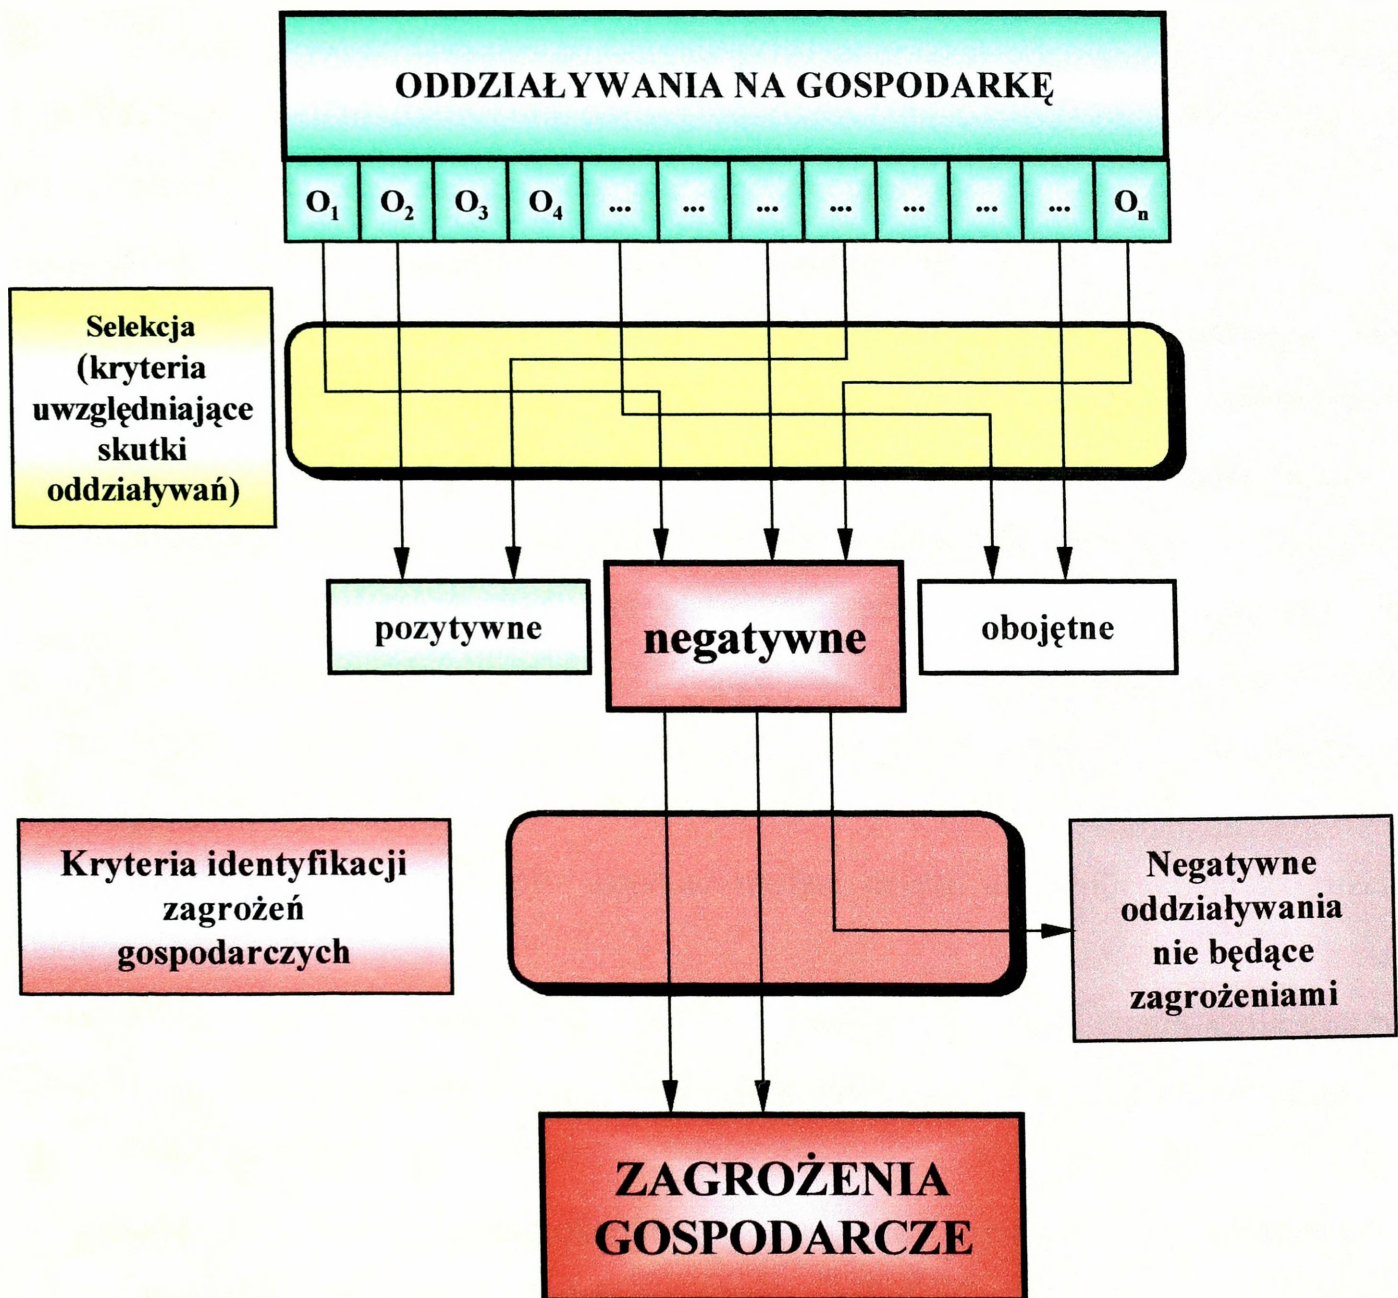 ODDZIAŁYWANIA NA GOSPODARKĘ
O₁ O₂ O₃ O₄ ... ... ... ... ... ... ... Oₙ
Selekcja
(kryteria
uwzględniające
skutki
oddziaływań)
pozytywne
negatywne
obojętne
Kryteria identyfikacji
zagrożeń
gospodarczych
Negatywne
oddziaływania
nie będące
zagrożeniami
ZAGROŻENIA
GOSPODARCZE